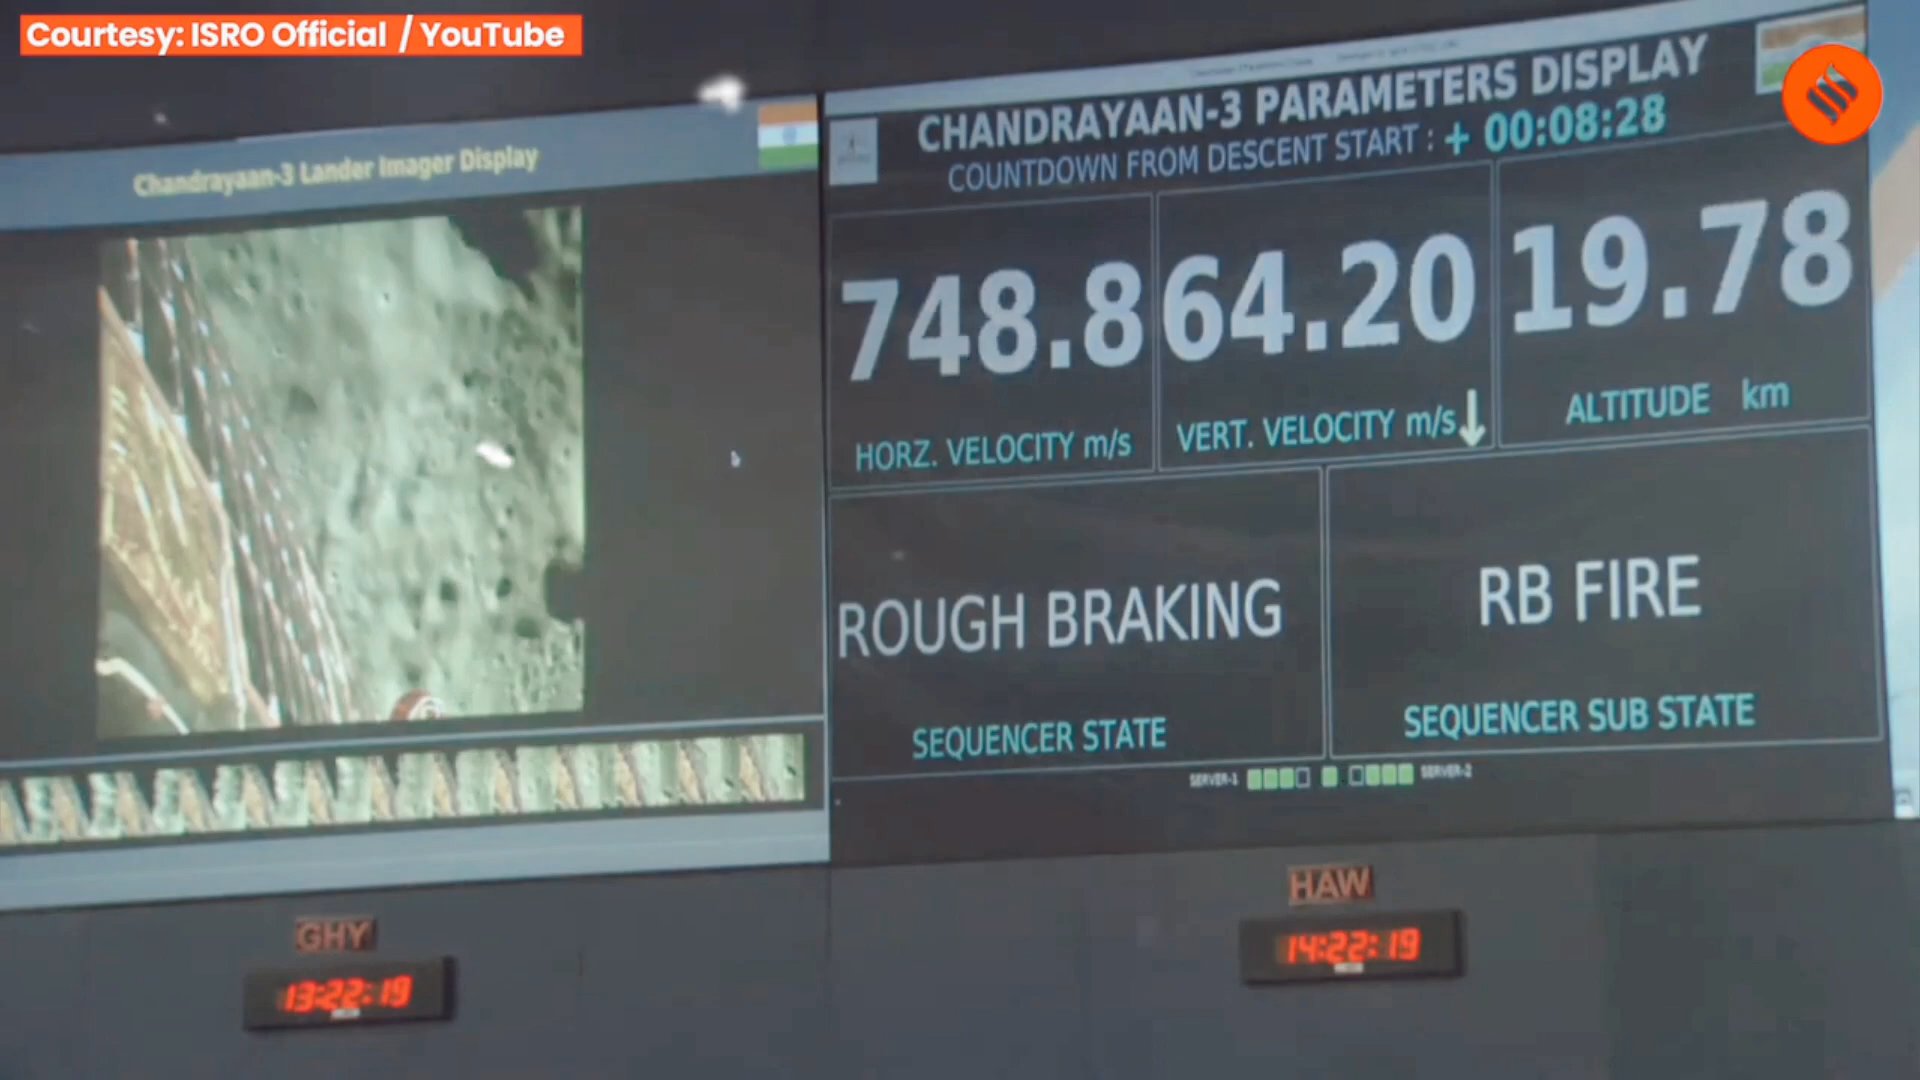 Courtesy: ISRO Official / YouTube
Chandrayaan-3 Lander Imager Display
CHANDRAYAAN-3 PARAMETERS DISPLAY
COUNTDOWN FROM DESCENT START : + 00:08:28
748.8
HORZ. VELOCITY m/s
64.20
VERT. VELOCITY m/s↓
19.78
ALTITUDE km
ROUGH BRAKING
SEQUENCER STATE
RB FIRE
SEQUENCER SUB STATE
SERVER-1
SERVER-2
GHY
13:22:19
HAW
14:22:19